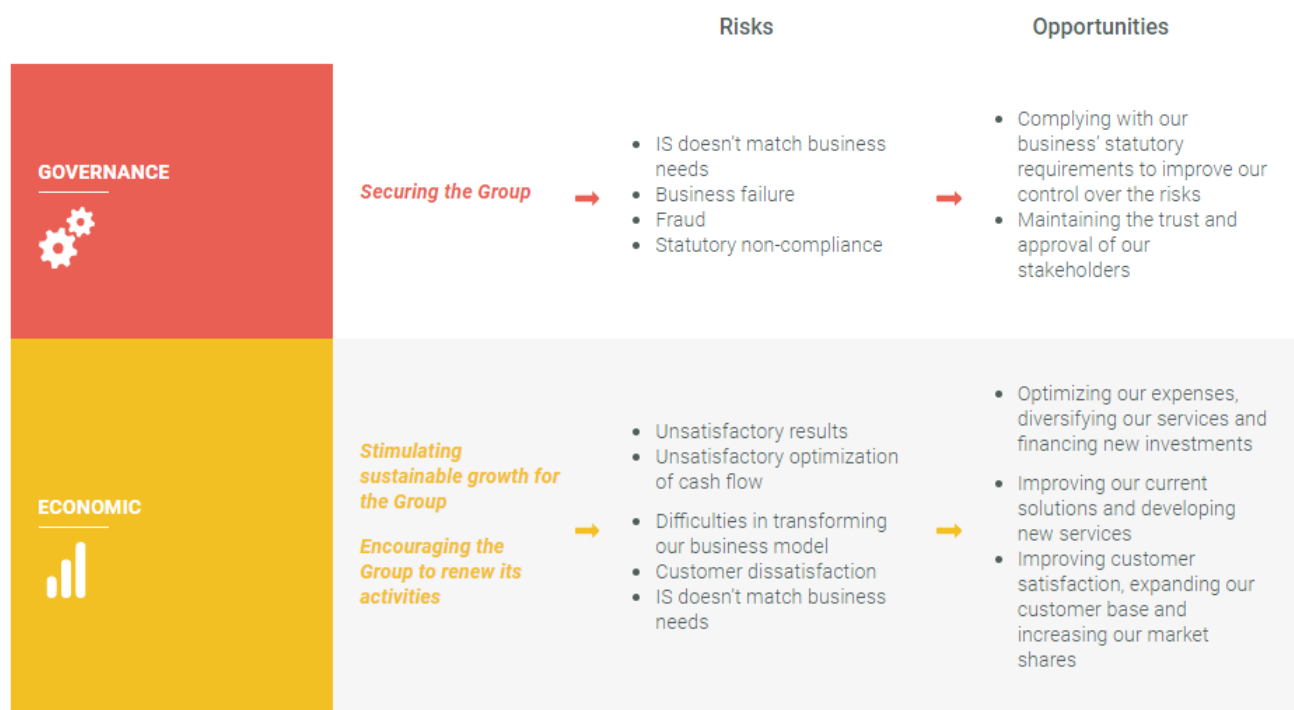 Risks
Opportunities
GOVERNANCE
Securing the Group
• IS doesn't match business
needs
• Business failure
• Fraud
• Statutory non-compliance
• Complying with our
business' statutory
requirements to improve our
control over the risks
• Maintaining the trust and
approval of our
stakeholders
ECONOMIC
Stimulating
sustainable growth for
the Group
Encouraging the
Group to renew its
activities
• Unsatisfactory results
• Unsatisfactory optimization
of cash flow
• Difficulties in transforming
our business model
• Customer dissatisfaction
• IS doesn't match business
needs
• Optimizing our expenses,
diversifying our services and
financing new investments
• Improving our current
solutions and developing
new services
• Improving customer
satisfaction, expanding our
customer base and
increasing our market
shares